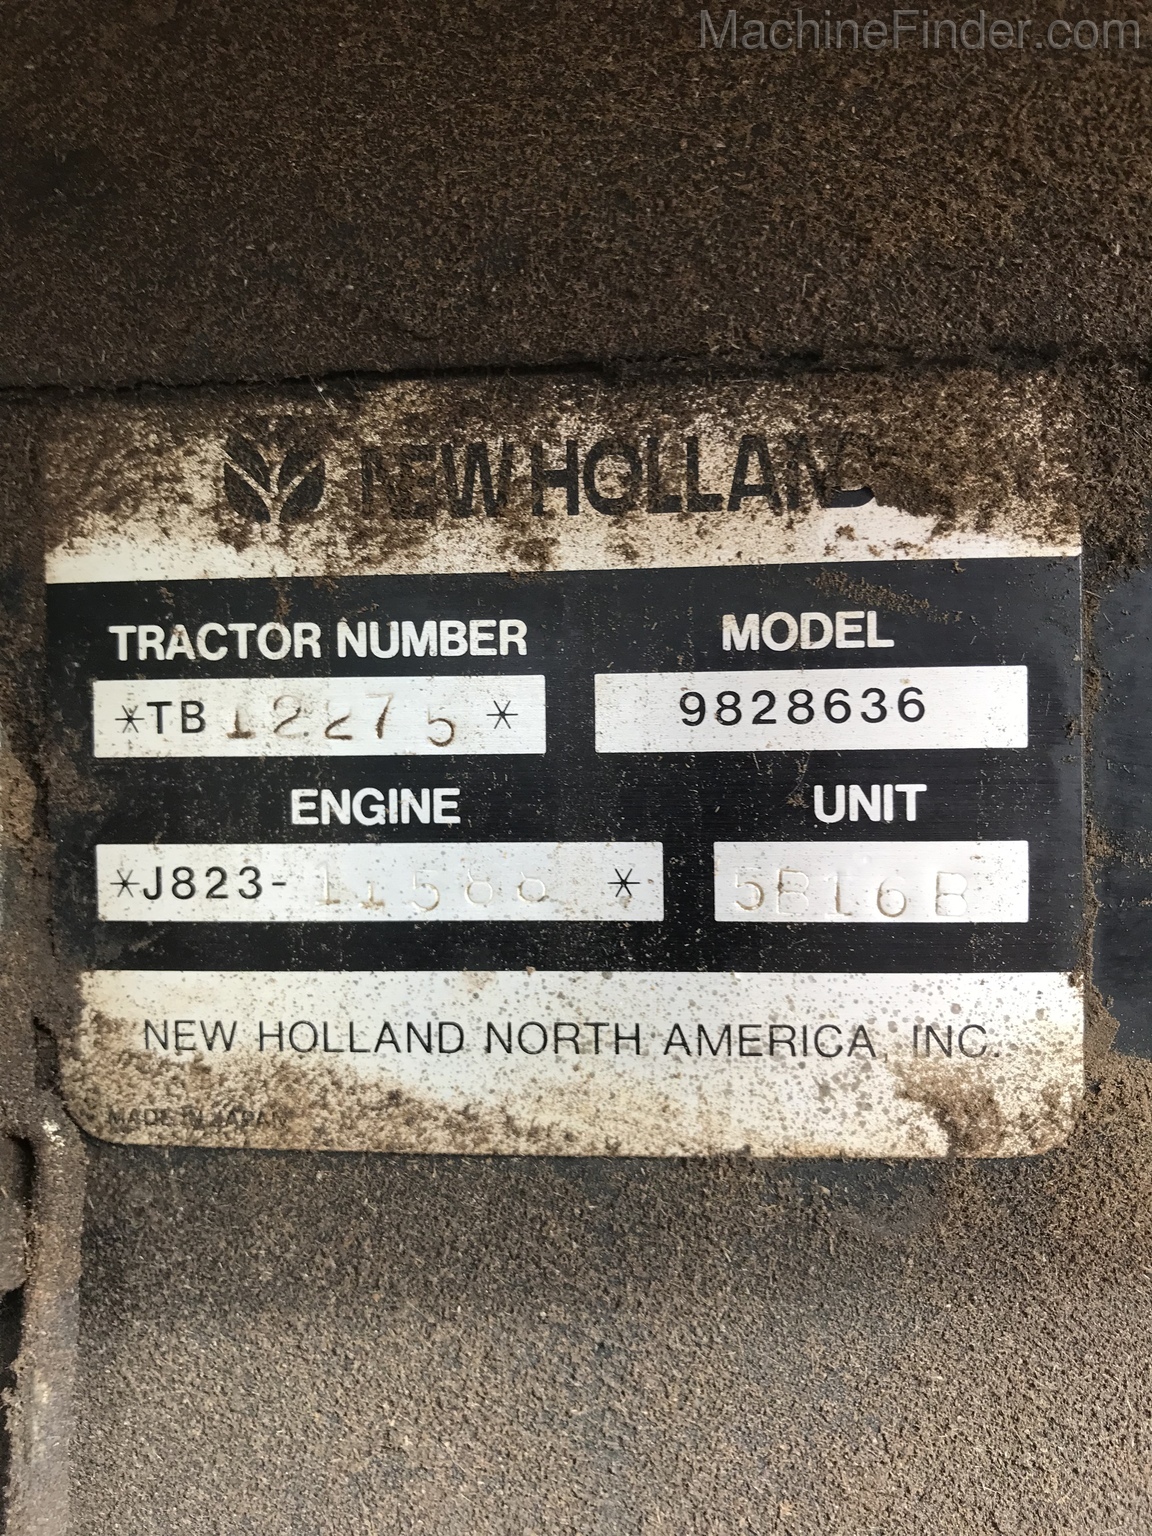 MachineFinder.com
NEW HOLLAND
TRACTOR NUMBER MODEL
*TB12275* 9828636
ENGINE UNIT
*J823-11588* 5B16B
NEW HOLLAND NORTH AMERICA, INC.
MADE IN JAPAN